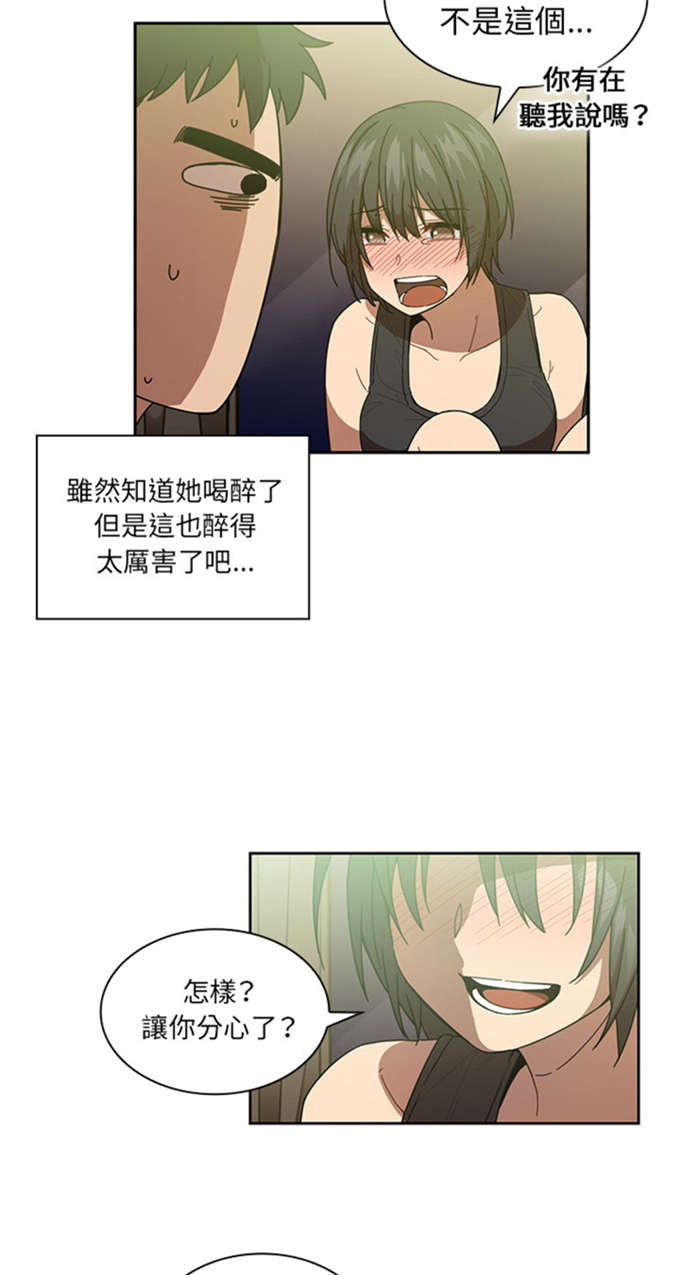 不是這個...
你有在
聽我說嗎？
雖然知道她喝醉了
但是這也醉得
太厲害了吧...
怎樣？
讓你分心了？